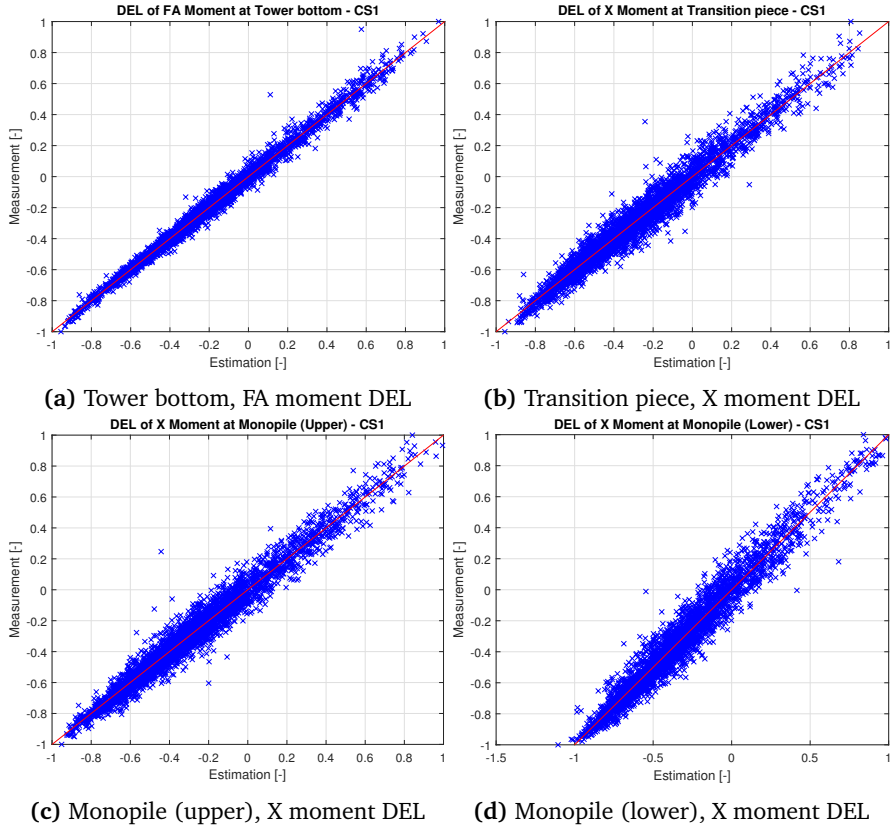 DEL of FA Moment at Tower bottom - CS1
Measurement [-]
1
0.8
0.6
0.4
0.2
0
-0.2
-0.4
-0.6
-0.8
-1
-1 -0.8 -0.6 -0.4 -0.2 0 0.2 0.4 0.6 0.8 1
Estimation [-]
(a) Tower bottom, FA moment DEL
DEL of X Moment at Transition piece - CS1
Measurement [-]
1
0.8
0.6
0.4
0.2
0
-0.2
-0.4
-0.6
-0.8
-1
-1 -0.8 -0.6 -0.4 -0.2 0 0.2 0.4 0.6 0.8 1
Estimation [-]
(b) Transition piece, X moment DEL
DEL of X Moment at Monopile (Upper) - CS1
Measurement [-]
1
0.8
0.6
0.4
0.2
0
-0.2
-0.4
-0.6
-0.8
-1
-1 -0.8 -0.6 -0.4 -0.2 0 0.2 0.4 0.6 0.8 1
Estimation [-]
(c) Monopile (upper), X moment DEL
DEL of X Moment at Monopile (Lower) - CS1
Measurement [-]
1
0.8
0.6
0.4
0.2
0
-0.2
-0.4
-0.6
-0.8
-1
-1.5 -1 -0.5 0 0.5 1
Estimation [-]
(d) Monopile (lower), X moment DEL